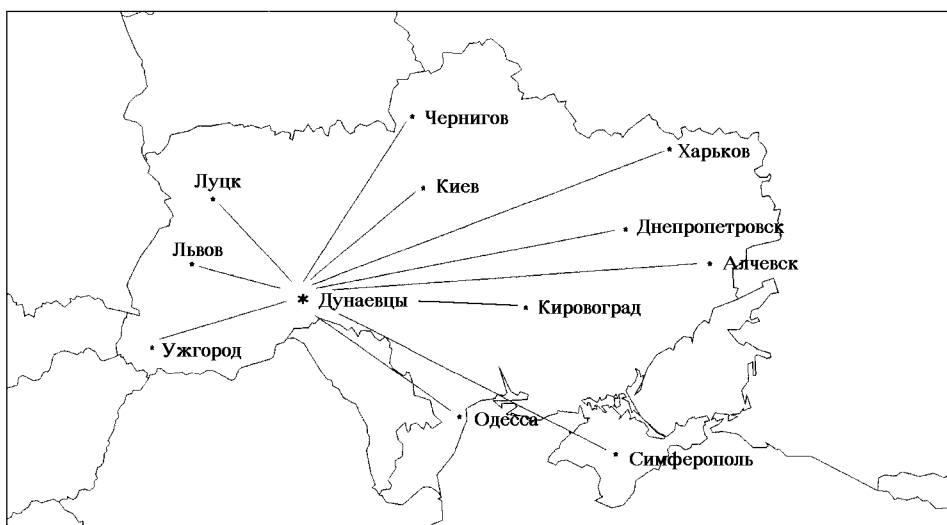 Чернигов
Харьков
Луцк
Киев
Днепропетровск
Львов
Алчевск
Дунаевцы
Кировоград
Ужгород
Одесса
Симферополь